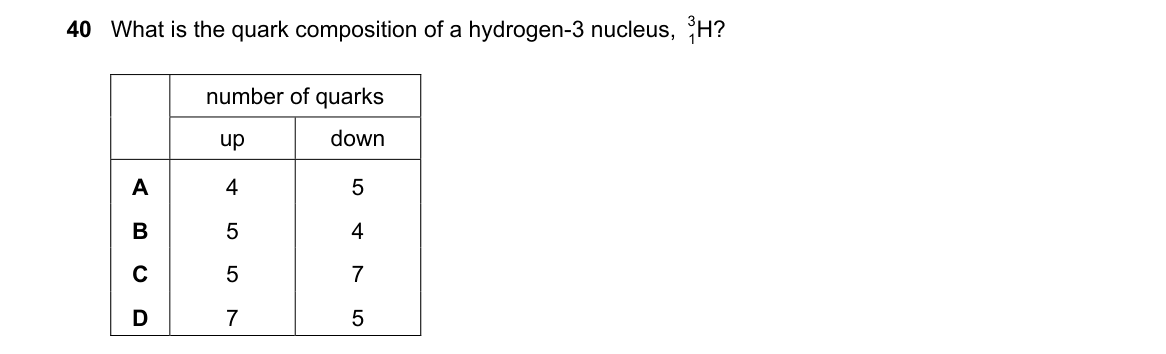 40 What is the quark composition of a hydrogen-3 nucleus, ³₁H?
number of quarks
up down
A 4 5
B 5 4
C 5 7
D 7 5